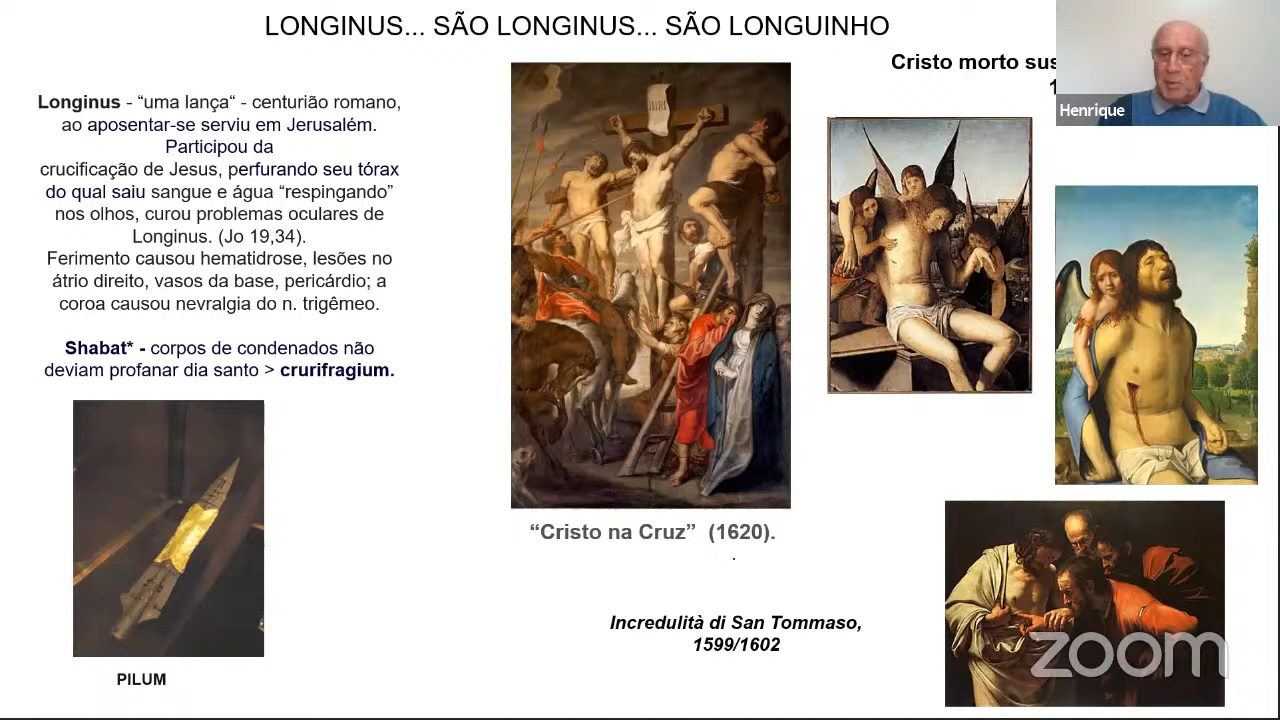 LONGINUS... SÃO LONGINUS... SÃO LONGUINHO
Cristo morto
1
Henrique
Longinus - “uma lança“ - centurião romano,
ao aposentar-se serviu em Jerusalém.
Participou da
crucificação de Jesus, perfurando seu tórax
do qual saiu sangue e água “respingando”
nos olhos, curou problemas oculares de
Longinus. (Jo 19,34).
Ferimento causou hematidrose, lesões no
átrio direito, vasos da base, pericárdio; a
coroa causou nevralgia do n. trigêmeo.
Shabat* - corpos de condenados não
deviam profanar dia santo > crurifragium.
PILUM
“Cristo na Cruz” (1620).
.
Incredulità di San Tommaso,
1599/1602
zoom